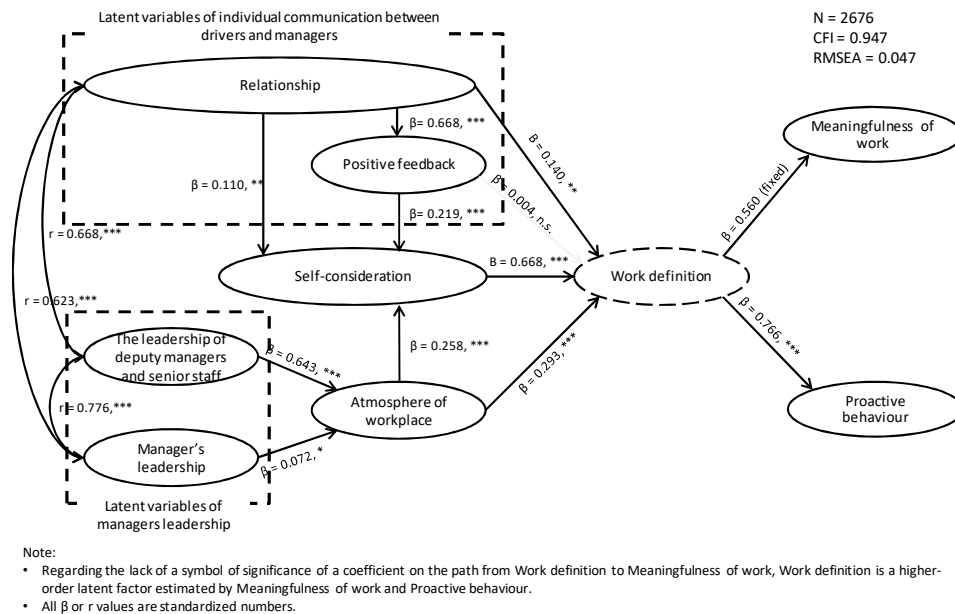 Latent variables of individual communication between
drivers and managers
N = 2676
CFI = 0.947
RMSEA = 0.047
Relationship
β = 0.668, ***
Meaningfulness of
work
Positive feedback
B = 0.140, **
β = 0.110, **
β = 0.004, n.s.
β = 0.560 (fixed)
β = 0.219, ***
r = 0.668,***
Self-consideration
B = 0.668, ***
Work definition
r = 0.623,***
The leadership of
deputy managers
and senior staff
β = 0.643, ***
β = 0.258, ***
β = 0.293, ***
β = 0.766, ***
r = 0.776,***
Atmosphere of
workplace
Proactive
behaviour
Manager's
leadership
β = 0.072, *
Latent variables of
managers leadership
Note:
• Regarding the lack of a symbol of significance of a coefficient on the path from Work definition to Meaningfulness of work, Work definition is a higher-
order latent factor estimated by Meaningfulness of work and Proactive behaviour.
• All β or r values are standardized numbers.